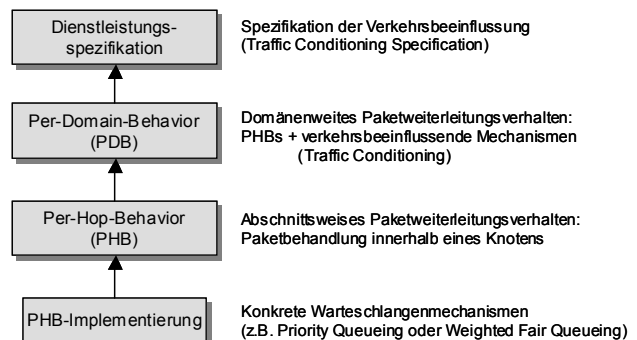 Dienstleistungs-
spezifikation
Spezifikation der Verkehrsbeeinflussung
(Traffic Conditioning Specification)
Per-Domain-Behavior
(PDB)
Domänenweites Paketweiterleitungsverhalten:
PHBs + verkehrsbeeinflussende Mechanismen
(Traffic Conditioning)
Per-Hop-Behavior
(PHB)
Abschnittsweises Paketweiterleitungsverhalten:
Paketbehandlung innerhalb eines Knotens
PHB-Implementierung
Konkrete Warteschlangenmechanismen
(z.B. Priority Queueing oder Weighted Fair Queueing)